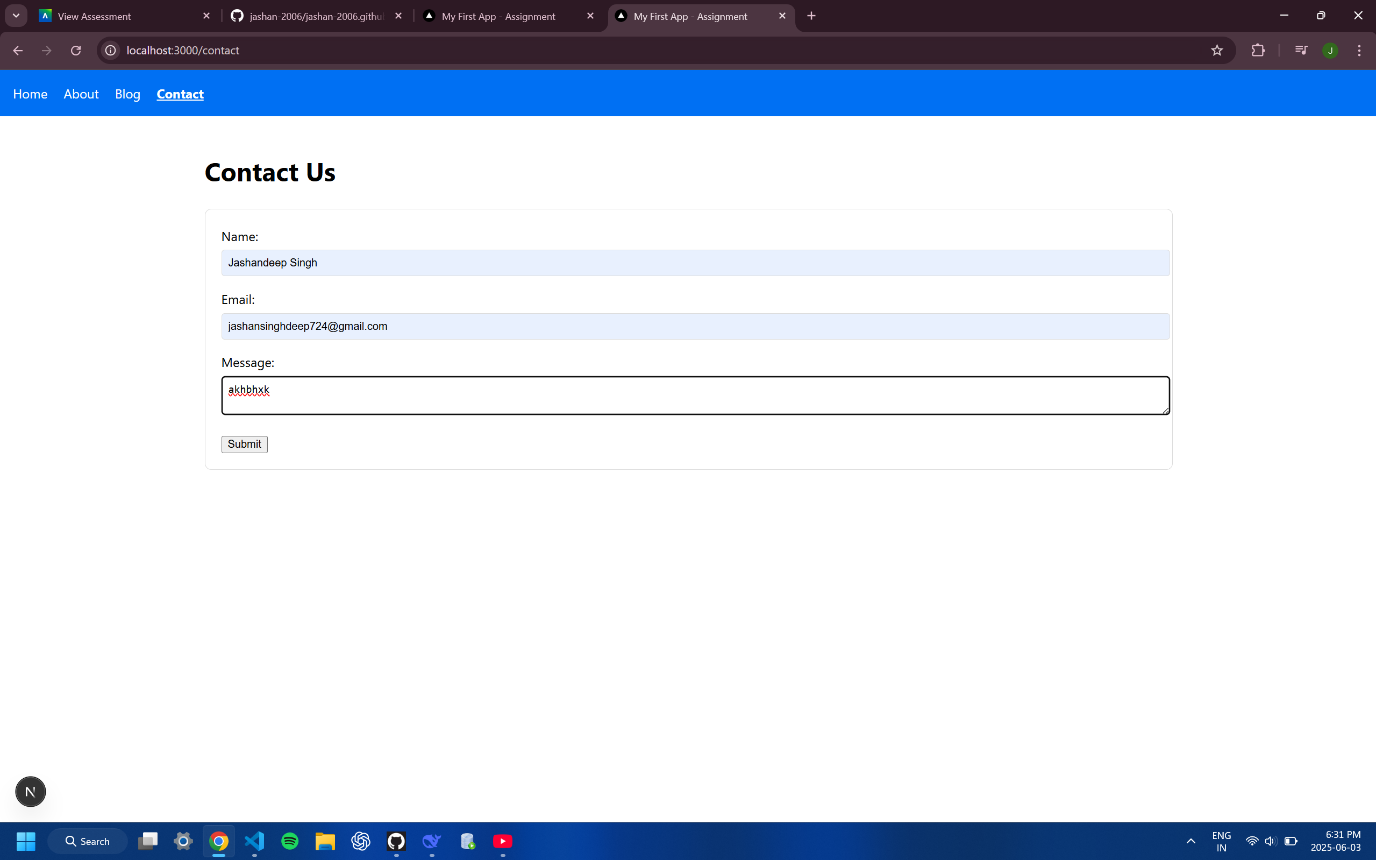 View Assessment
jashan-2006/jashan-2006.githu
My First App - Assignment
My First App - Assignment
localhost:3000/contact
J
Home
About
Blog
Contact
Contact Us
Name:
Jashandeep Singh
Email:
jashansinghdeep724@gmail.com
Message:
akhbhxk
Submit
N
Search
ENG
IN
6:31 PM
2025-06-03